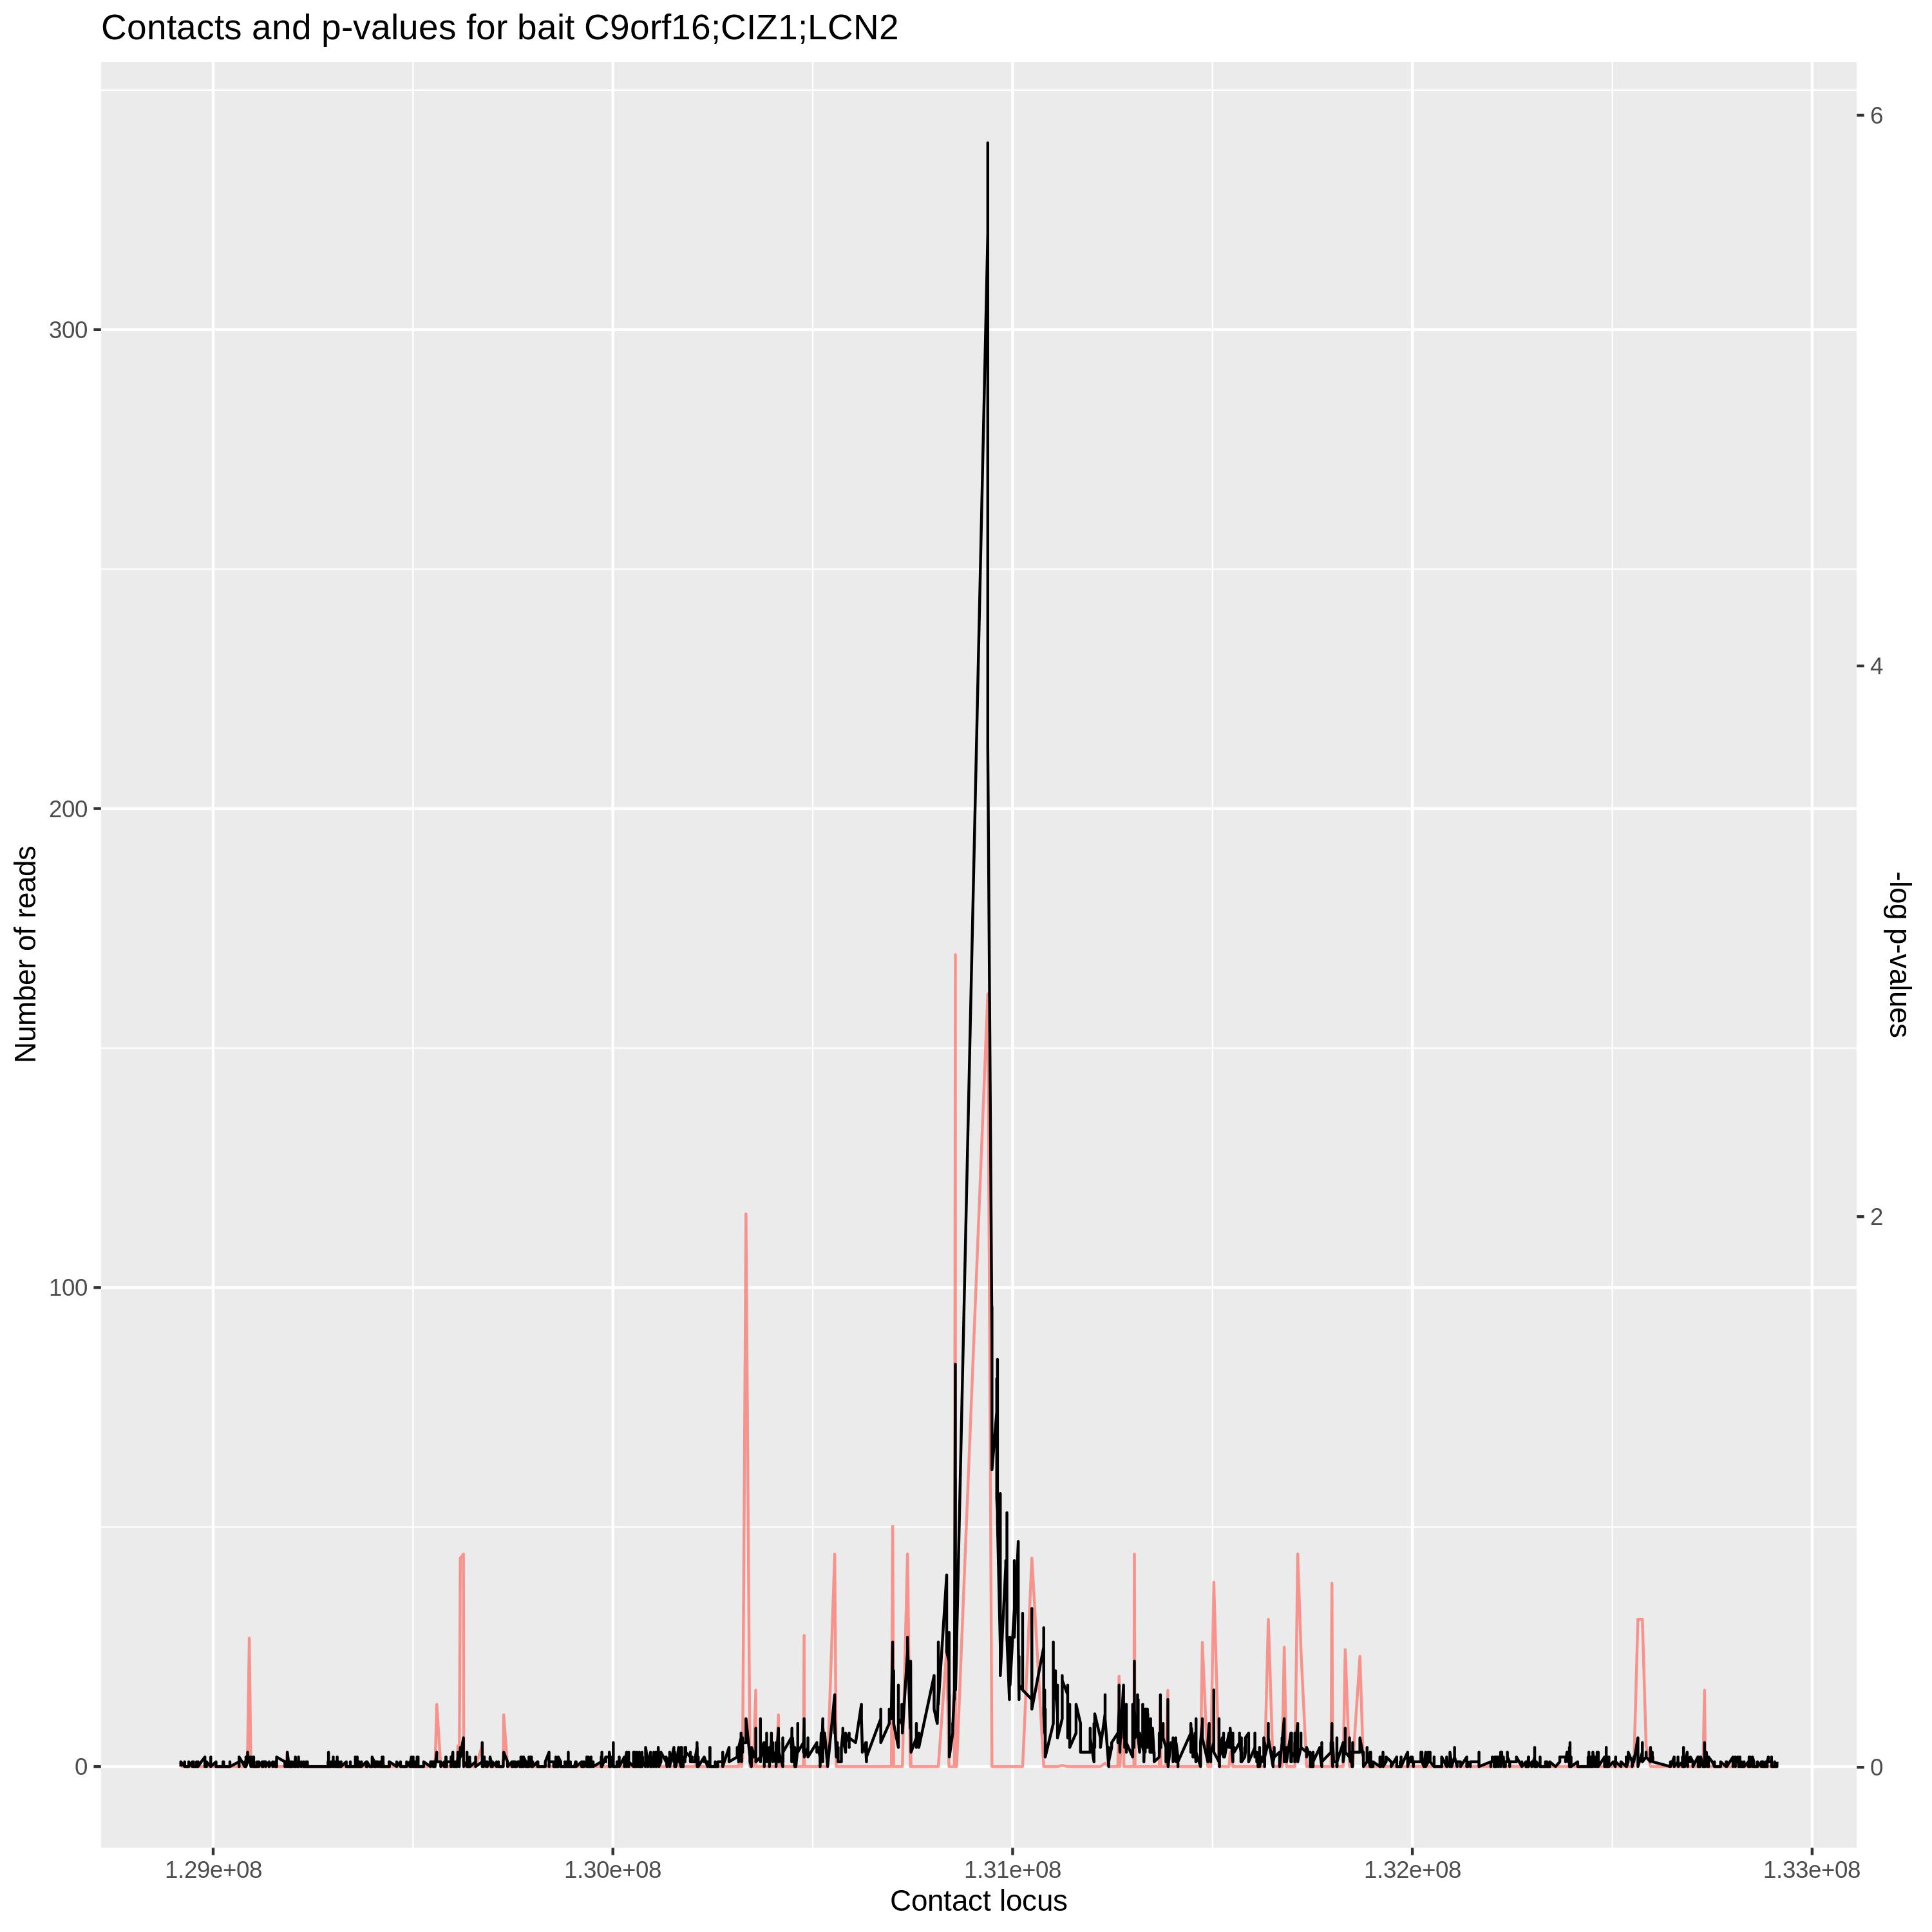 Contacts and p-values for bait C9orf16;CIZ1;LCN2
Number of reads
300
200
100
0
6
4
2
0
-log p-values
1.29e+08
1.30e+08
1.31e+08
1.32e+08
1.33e+08
Contact locus